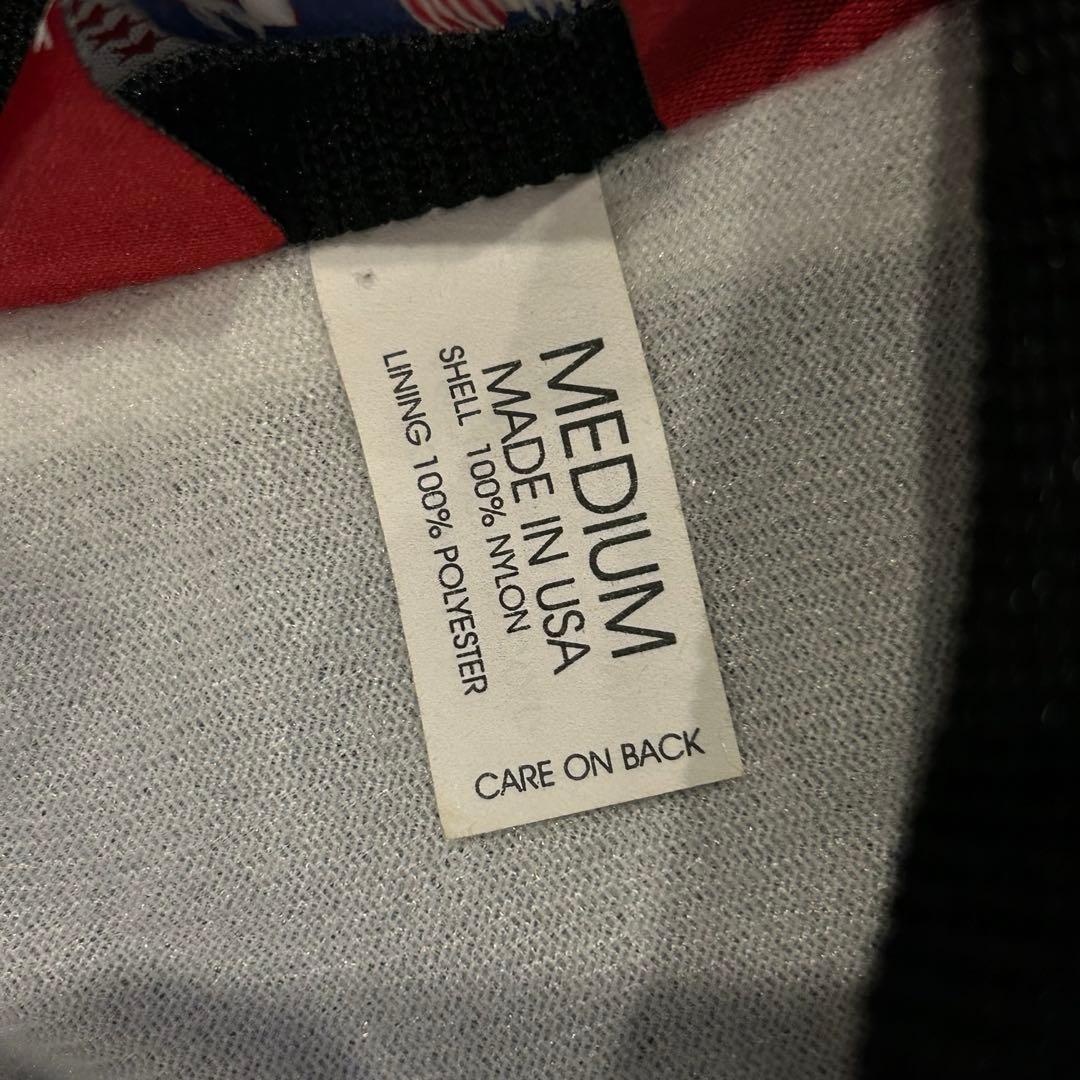 MEDIUM
MADE IN USA
SHELL 100% NYLON
LINING 100% POLYESTER
CARE ON BACK